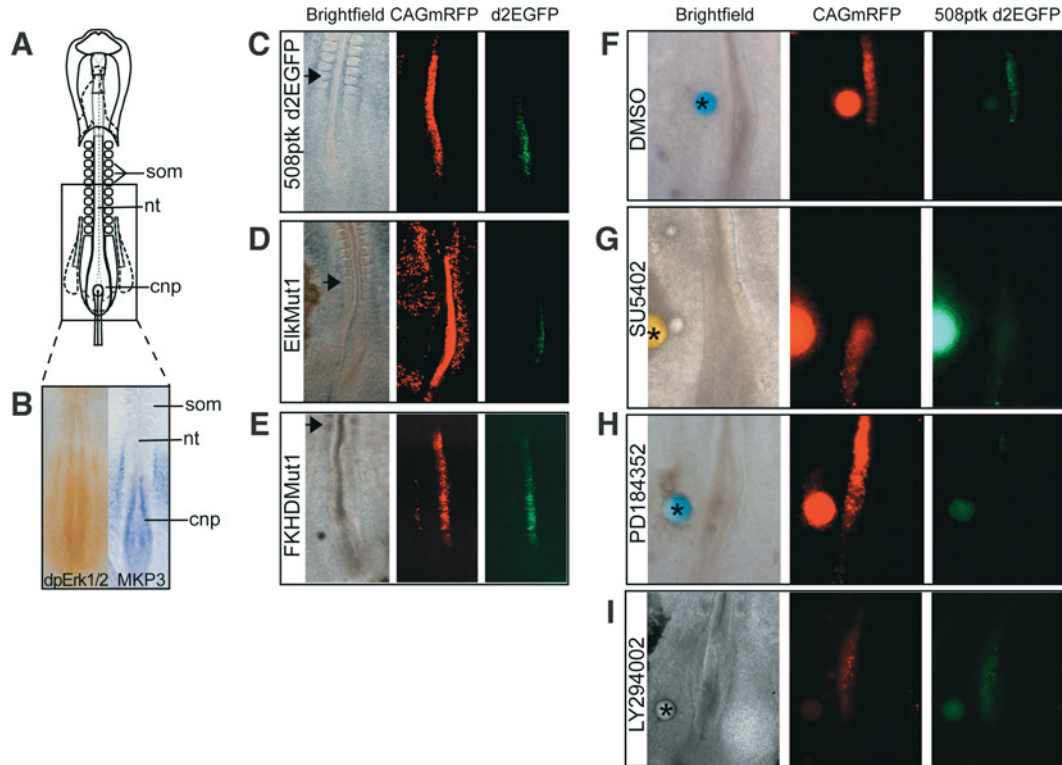 Brightfield CAGmRFP d2EGFP
Brightfield CAGmRFP 508ptk d2EGFP
A
som
nt
cnp
B
som
nt
cnp
dpErk1/2 MKP3
C
508ptk d2EGFP
D
ElkMut1
E
FKHDMut1
F
DMSO
*
G
SU5402
*
H
PD184352
*
I
LY294002
*